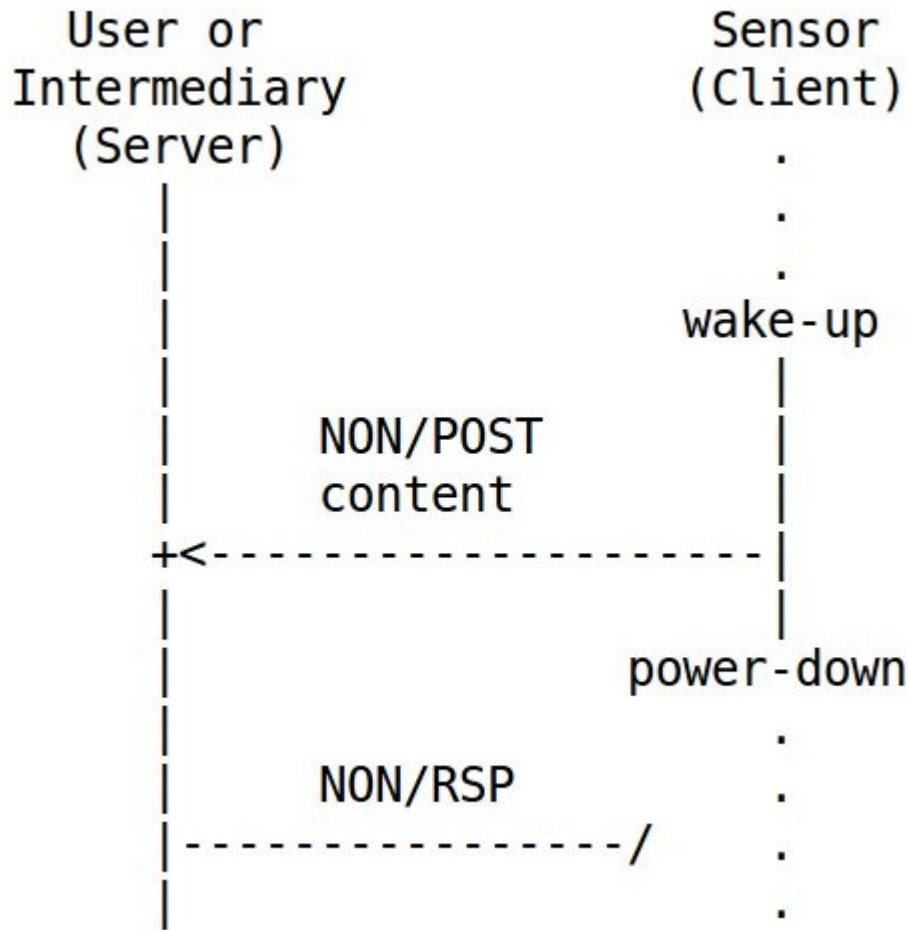 User or Sensor
Intermediary (Client)
(Server) .
| .
| .
| wake-up
| |
| NON/POST |
| content |
+<---------------------|
| |
| power-down
| .
| NON/RSP .
|----------------/ .
| .